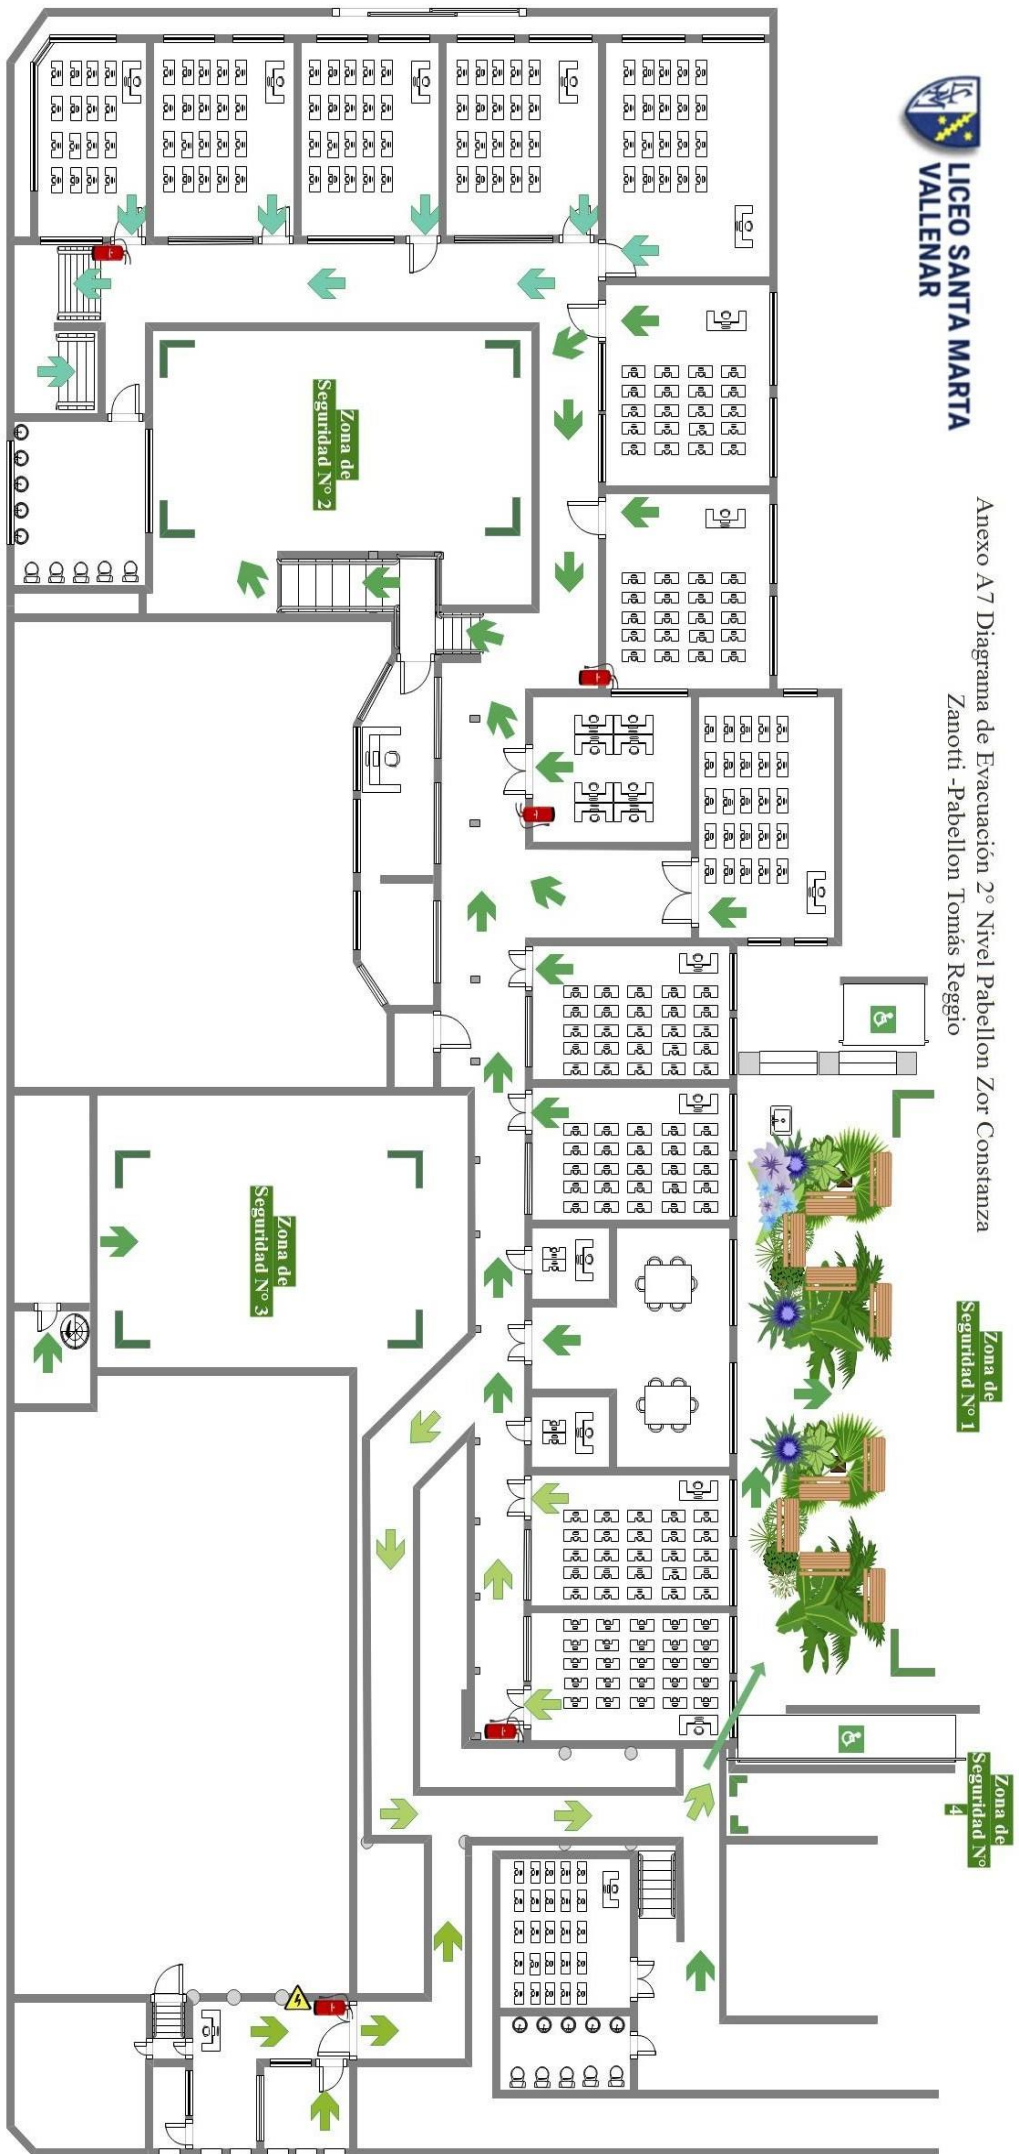 LICEO SANTA MARTA
VALLENAR
Anexo A7 Diagrama de Evacuación 2° Nivel Pabellon Zor Constanza
Zanotti -Pabellon Tomás Reggio
Zona de
Seguridad N° 2
Zona de
Seguridad N° 3
Zona de
Seguridad N° 1
Zona de
Seguridad N°
4